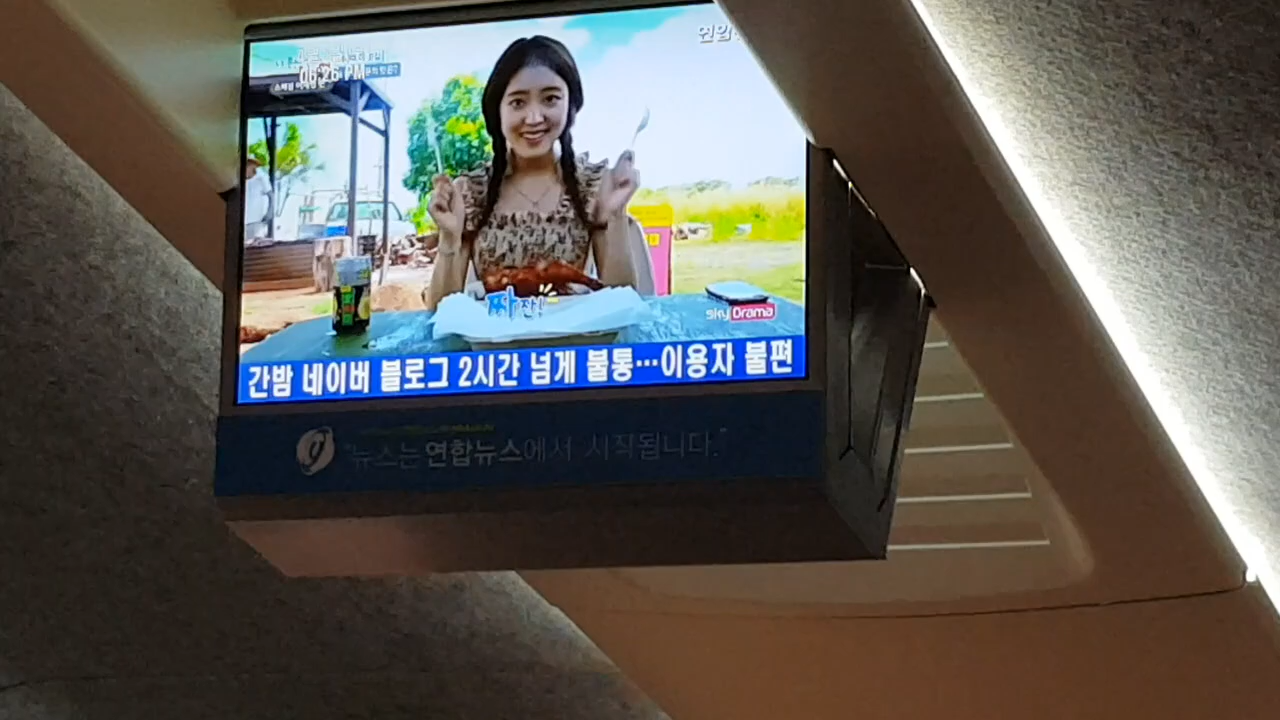 연합
06:26 PM
짜잔!
sky Drama
간밤 네이버 블로그 2시간 넘게 불통…이용자 불편
"뉴스는 연합뉴스에서 시작됩니다."